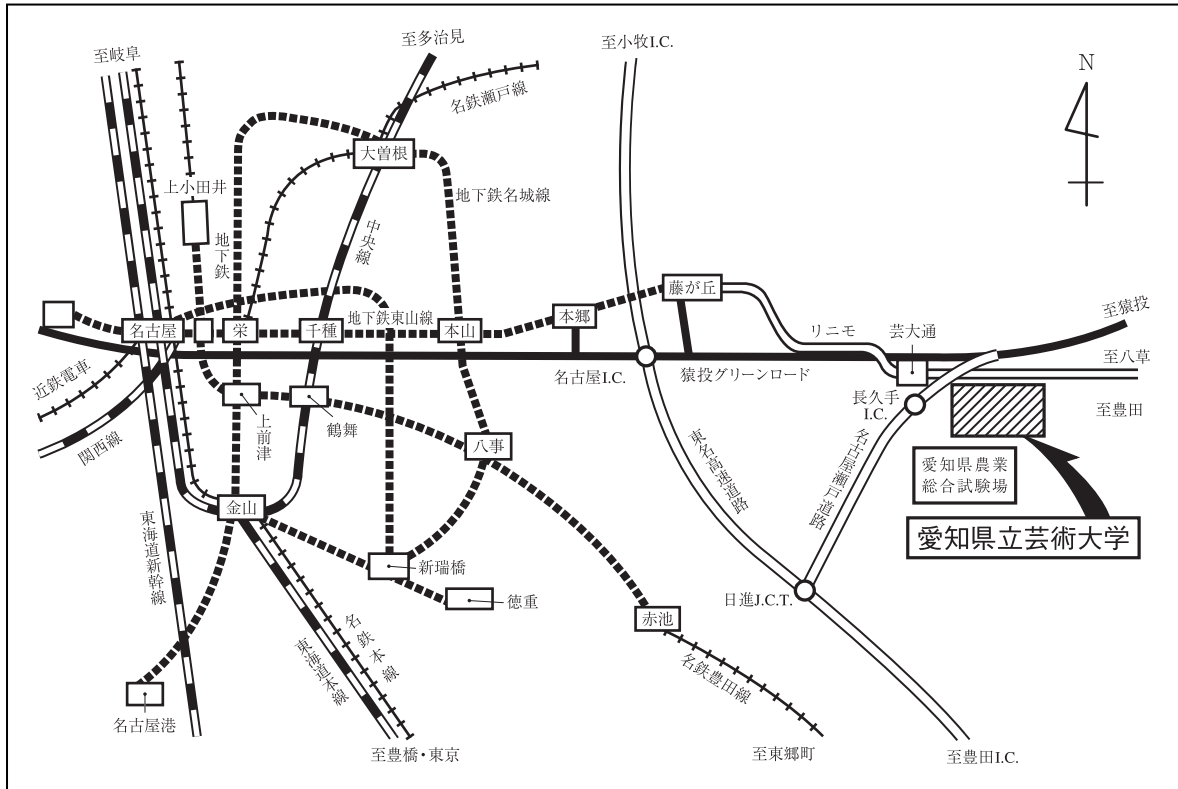 至岐阜
至多治見
至小牧I.C.
N
名鉄瀬戸線
大曽根
上小田井
地下鉄名城線
地下鉄
中央線
藤が丘
本郷
至猿投
名古屋
栄
千種
地下鉄東山線
本山
リニモ
芸大通
至八草
近鉄電車
名古屋I.C.
猿投グリーンロード
関西線
上前津
鶴舞
長久手
I.C.
至豊田
八事
東名高速道路
名古屋瀬戸道路
愛知県農業
総合試験場
金山
愛知県立芸術大学
東海道新幹線
新瑞橋
徳重
日進J.C.T.
赤池
名鉄本線
東海道本線
名鉄豊田線
名古屋港
至豊橋・東京
至東郷町
至豊田I.C.